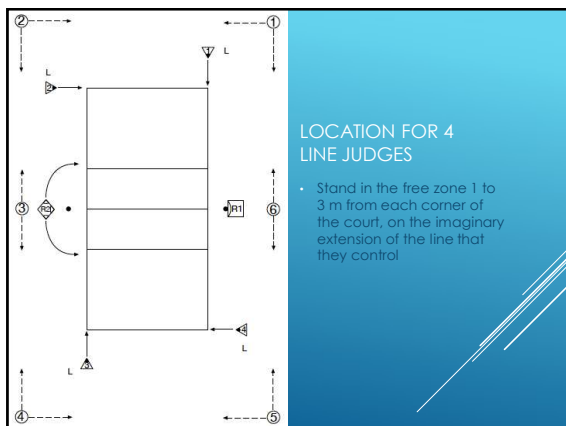 2
1
1
L
L
2
LOCATION FOR 4
LINE JUDGES
• Stand in the free zone 1 to
3 m from each corner of
the court, on the imaginary
extension of the line that
they control
3
R2
R1
6
4
L
L
3
4
5